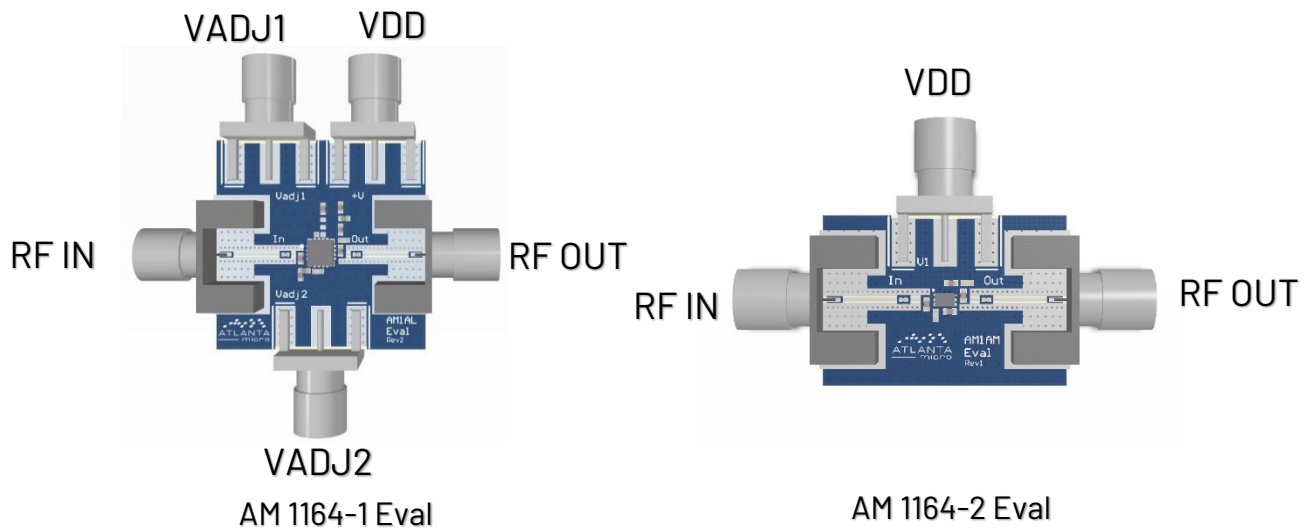 VADJ1
VDD
RF IN
RF OUT
Vadj1
+V
In
Out
Vadj2
ATLANTA
micro
AM1AL
Eval
Rev2
VADJ2
AM 1164-1 Eval
VDD
RF IN
RF OUT
V1
In
Out
ATLANTA
micro
AM1AM
Eval
Rev1
AM 1164-2 Eval